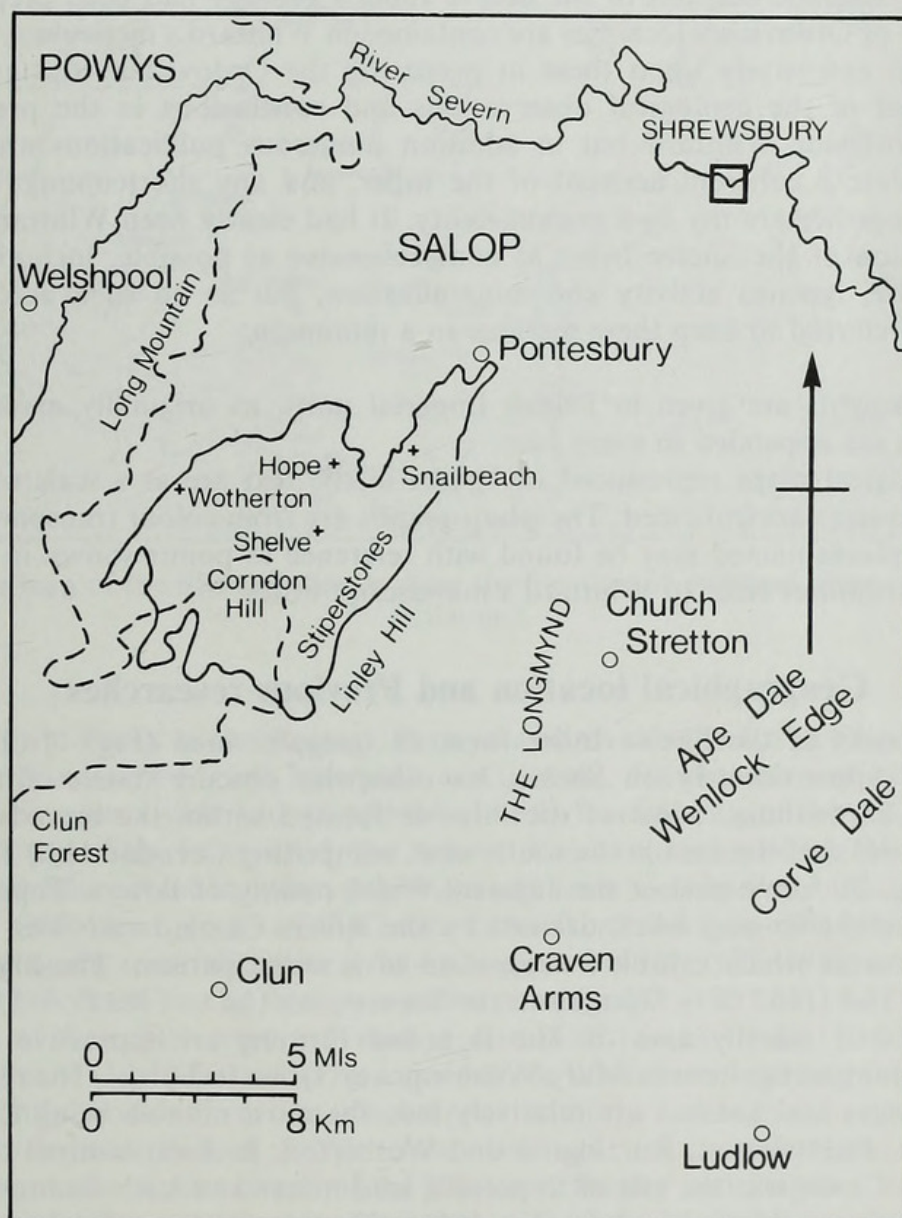 POWYS
River
Severn
SHREWSBURY
SALOP
Welshpool
Long Mountain
Pontesbury
Hope
Snailbeach
Wotherton
Shelve
Corndon
Hill
Stiperstones
Linley Hill
THE LONGMYND
Church
Stretton
Ape Dale
Wenlock Edge
Corve Dale
Clun
Forest
Clun
Craven
Arms
0 5 Mls
0 8 Km
Ludlow